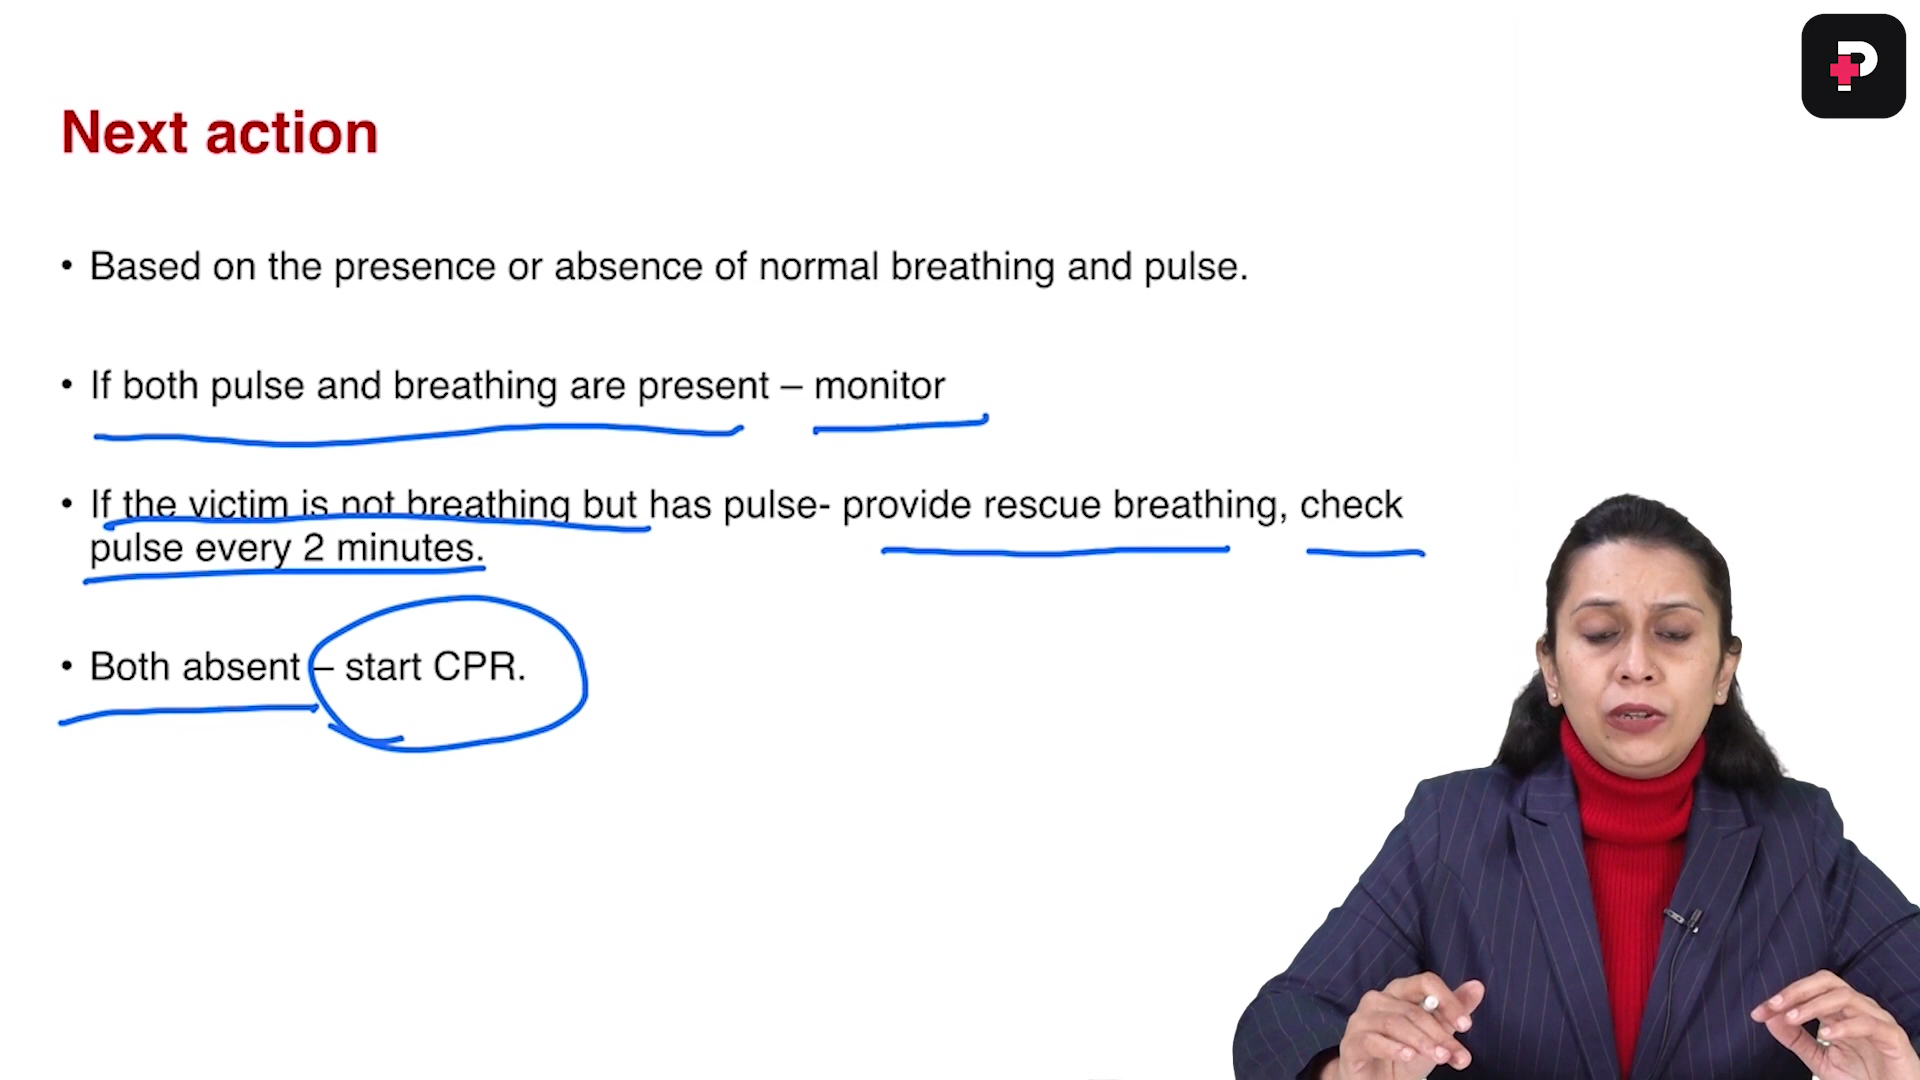 Next action
• Based on the presence or absence of normal breathing and pulse.
• If both pulse and breathing are present – monitor
• If the victim is not breathing but has pulse- provide rescue breathing, check
pulse every 2 minutes.
• Both absent – start CPR.